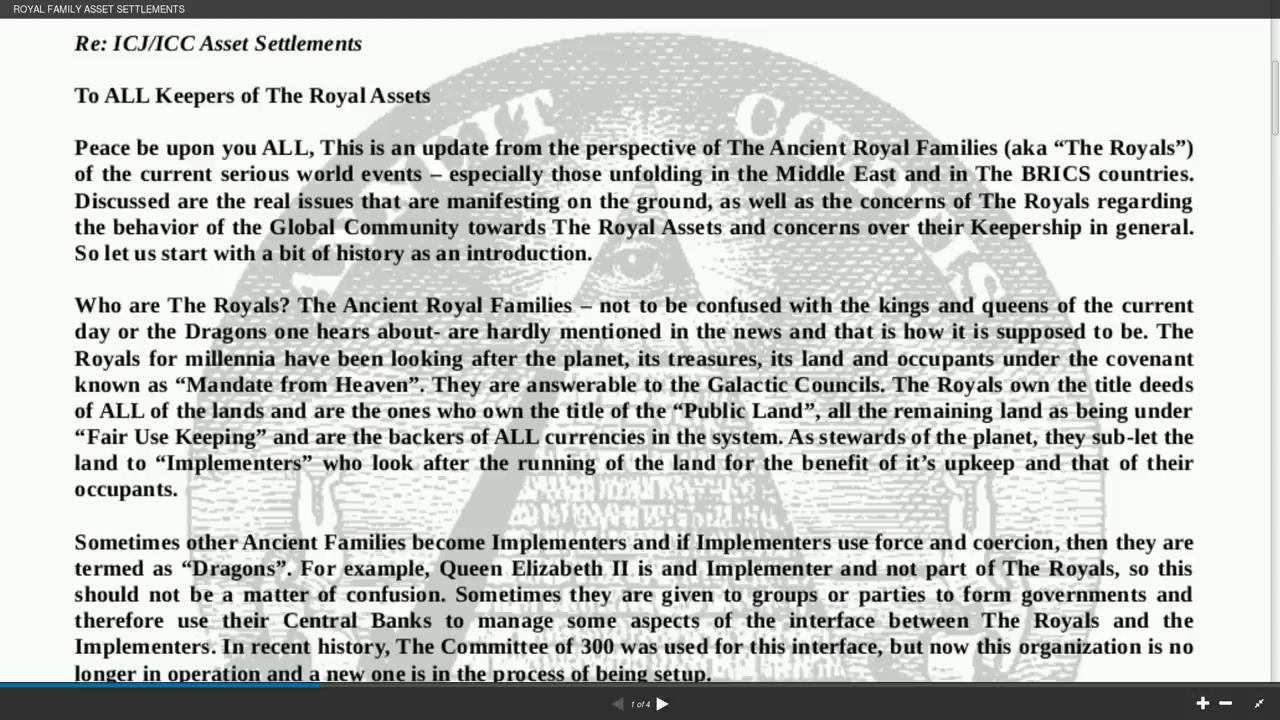 ROYAL FAMILY ASSET SETTLEMENTS
Re: ICJ/ICC Asset Settlements
To ALL Keepers of The Royal Assets
Peace be upon you ALL, This is an update from the perspective of The Ancient Royal Families (aka “The Royals”)
of the current serious world events – especially those unfolding in the Middle East and in The BRICS countries.
Discussed are the real issues that are manifesting on the ground, as well as the concerns of The Royals regarding
the behavior of the Global Community towards The Royal Assets and concerns over their Keepership in general.
So let us start with a bit of history as an introduction.
Who are The Royals? The Ancient Royal Families – not to be confused with the kings and queens of the current
day or the Dragons one hears about- are hardly mentioned in the news and that is how it is supposed to be. The
Royals for millennia have been looking after the planet, its treasures, its land and occupants under the covenant
known as “Mandate from Heaven”. They are answerable to the Galactic Councils. The Royals own the title deeds
of ALL of the lands and are the ones who own the title of the “Public Land”, all the remaining land as being under
“Fair Use Keeping” and are the backers of ALL currencies in the system. As stewards of the planet, they sub-let the
land to “Implementers” who look after the running of the land for the benefit of it’s upkeep and that of their
occupants.
Sometimes other Ancient Families become Implementers and if Implementers use force and coercion, then they are
termed as “Dragons”. For example, Queen Elizabeth II is and Implementer and not part of The Royals, so this
should not be a matter of confusion. Sometimes they are given to groups or parties to form governments and
therefore use their Central Banks to manage some aspects of the interface between The Royals and the
Implementers. In recent history, The Committee of 300 was used for this interface, but now this organization is no
longer in operation and a new one is in the process of being setup.
1 of 4